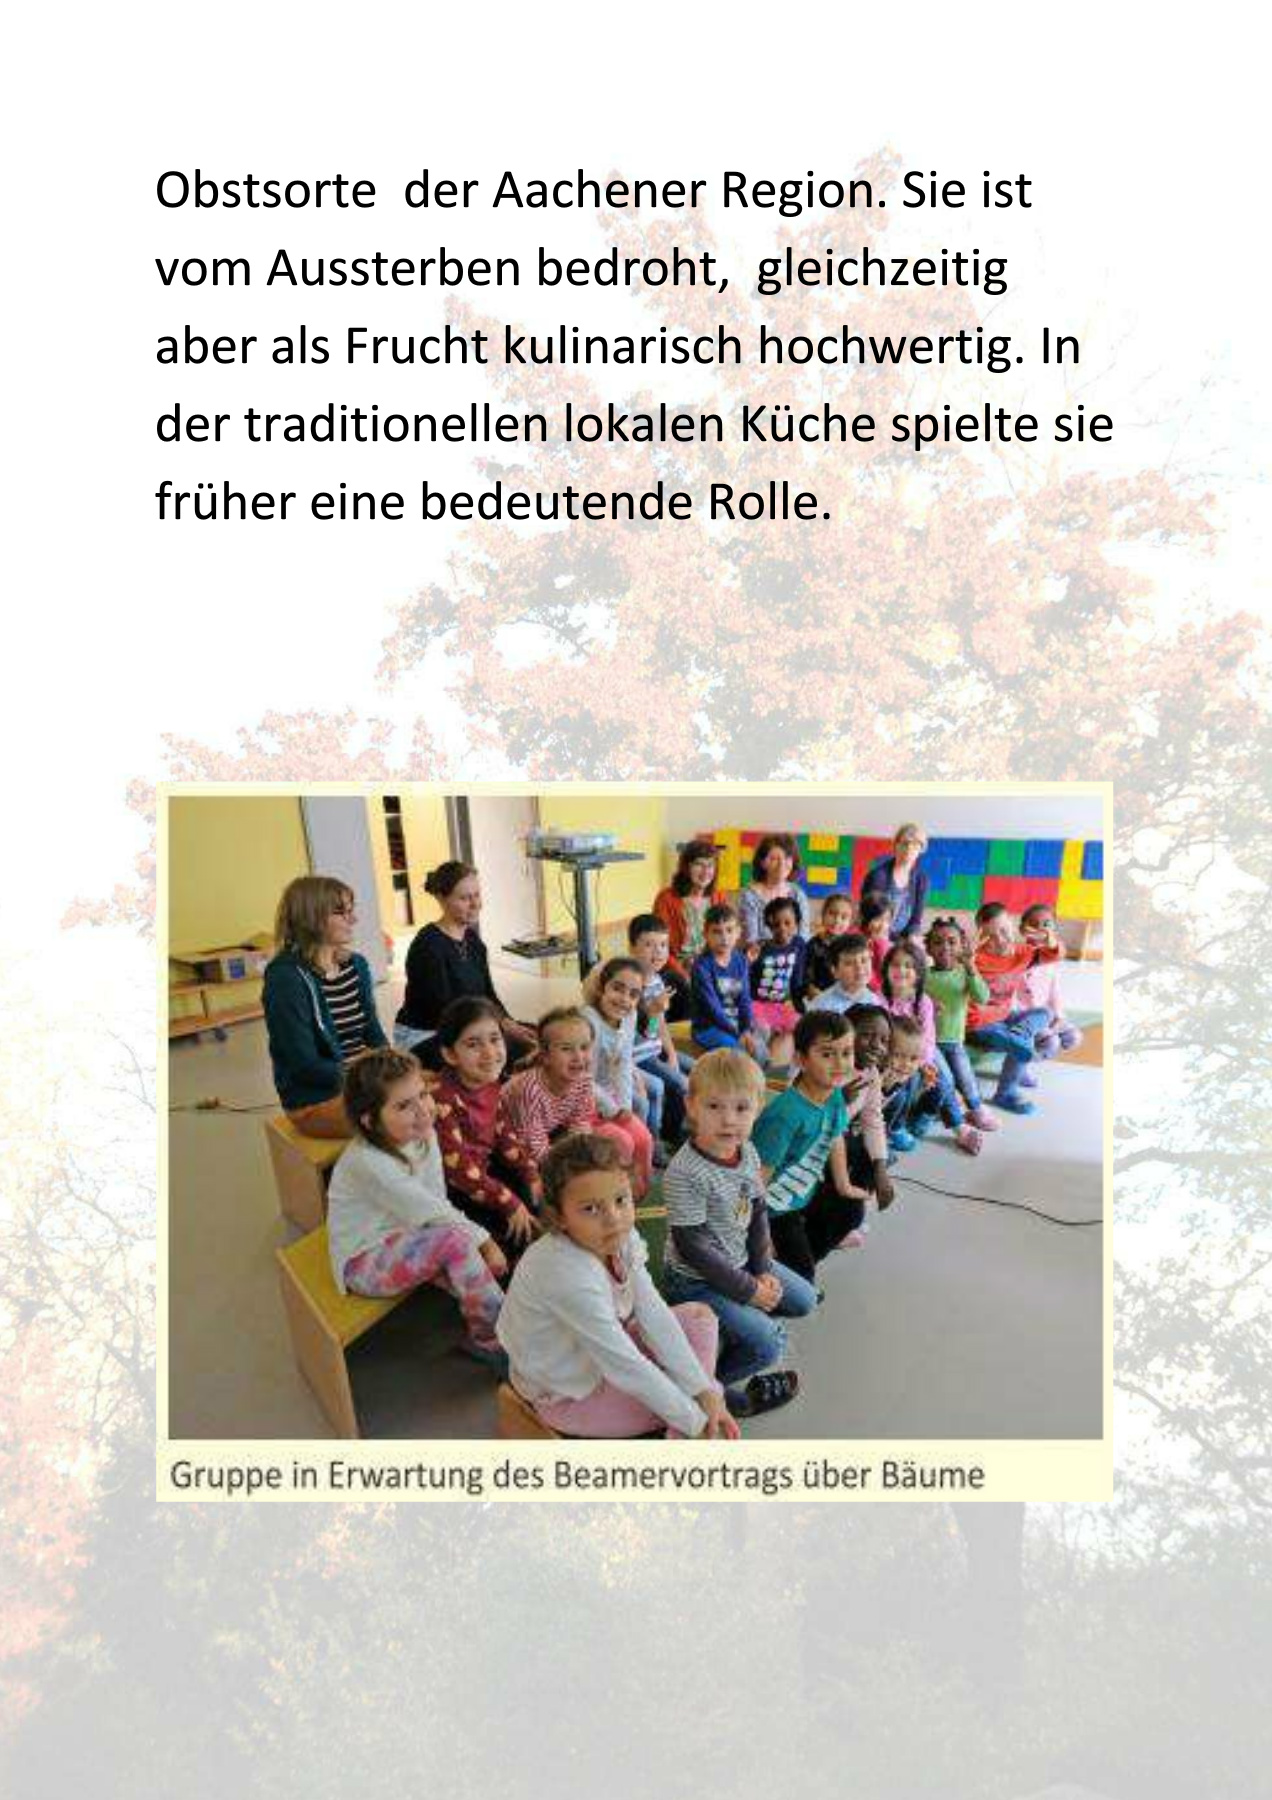 Obstsorte  der Aachener Region. Sie ist
vom Aussterben bedroht,  gleichzeitig
aber als Frucht kulinarisch hochwertig. In
der traditionellen lokalen Küche spielte sie
früher eine bedeutende Rolle.
Gruppe in Erwartung des Beamervortrags über Bäume